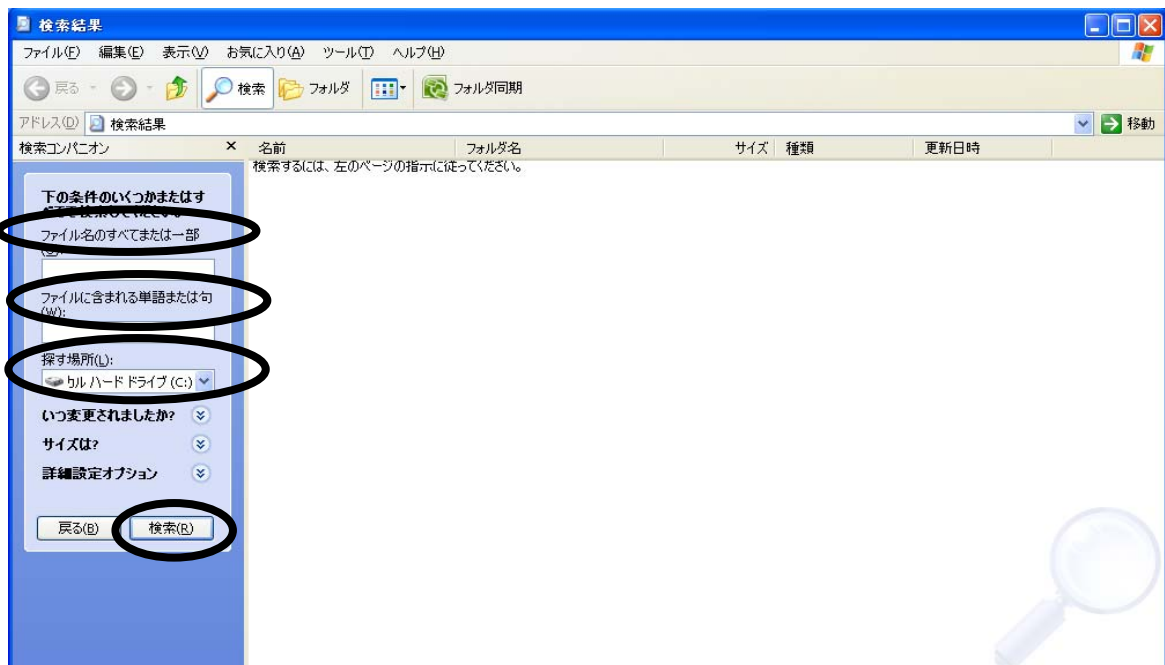 検索結果
ファイル(F) 編集(E) 表示(V) お気に入り(A) ツール(T) ヘルプ(H)
戻る 検索 フォルダ フォルダ同期
アドレス(D) 検索結果 移動
検索コンパニオン × 名前 フォルダ名 サイズ 種類 更新日時
検索するには、左のページの指示に従ってください。
下の条件のいくつかまたはす
ファイル名のすべてまたは一部
ファイルに含まれる単語または句
(W):
探す場所(L):
カル ハード ドライブ (C:)
いつ変更されましたか?
サイズは?
詳細設定オプション
戻る(B) 検索(R)